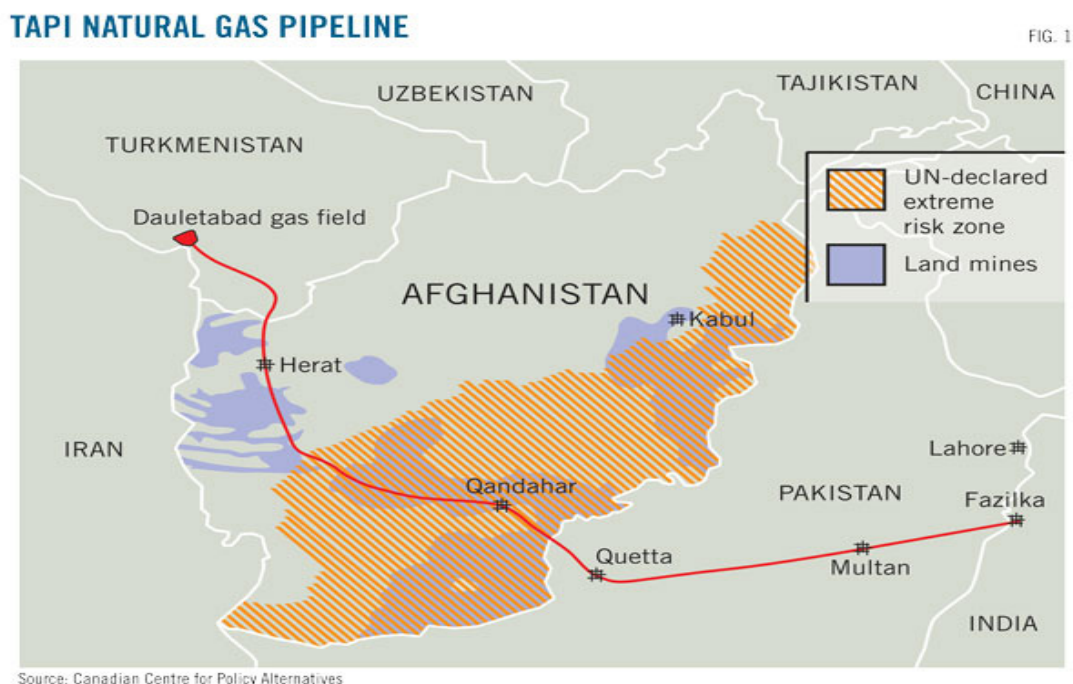 TAPI NATURAL GAS PIPELINE
FIG. 1
UZBEKISTAN
TAJIKISTAN
CHINA
TURKMENISTAN
UN-declared
extreme
risk zone
Dauletabad gas field
Land mines
AFGHANISTAN
Kabul
Herat
IRAN
Lahore
Qandahar
PAKISTAN
Fazilka
Quetta
Multan
INDIA
Source: Canadian Centre for Policy Alternatives